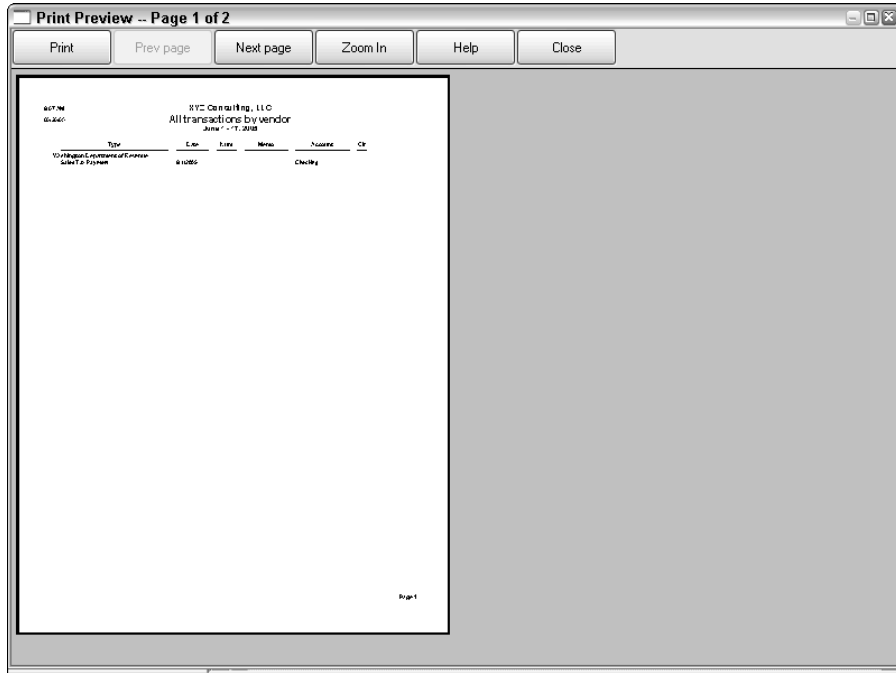 Print Preview -- Page 1 of 2
Print Prev page Next page Zoom In Help Close
XYZ Consulting, LLC
All transactions by vendor
Type Date Num Memo Account Clr
Washington Department of Revenue
Sales Tax Payment Checking
Page 1